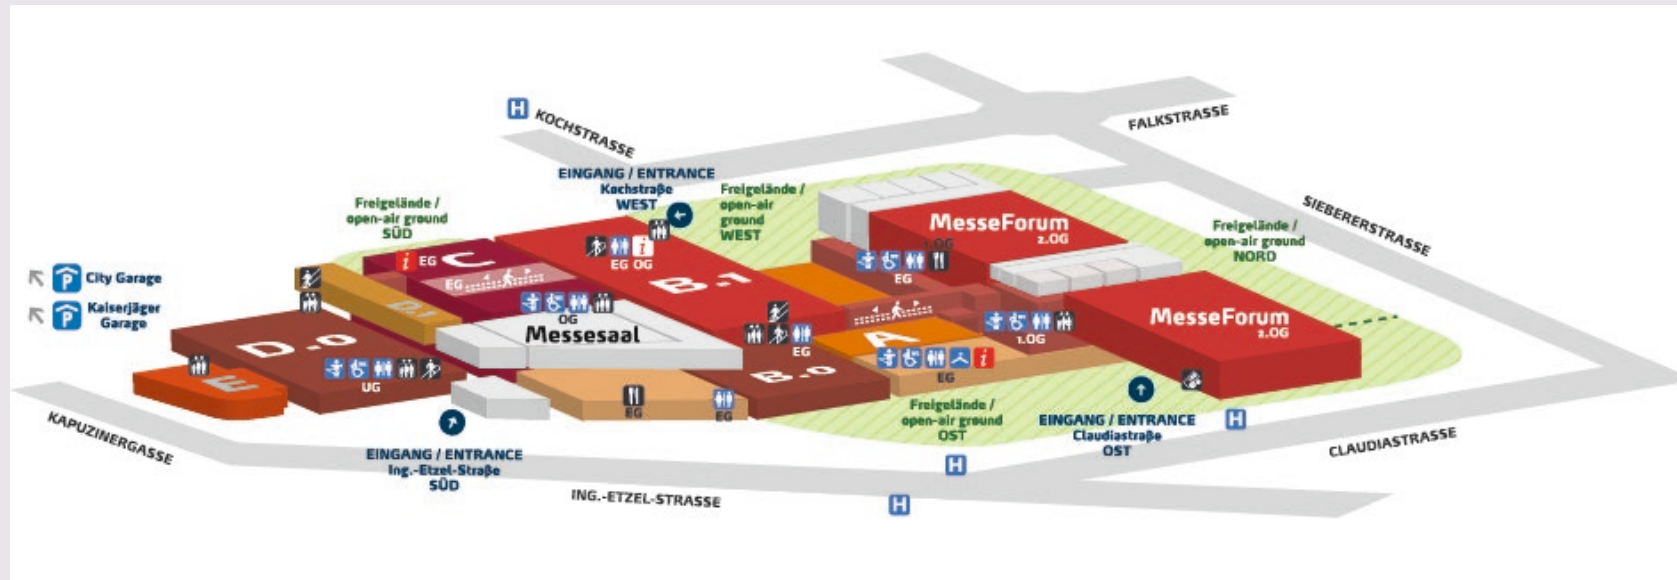 H
KOCHSTRASSE
FALKSTRASSE
EINGANG / ENTRANCE
Kochstraße
WEST
Freigelände /
open-air
ground
WEST
Freigelände /
open-air ground
SÜD
SIEBERERSTRASSE
MesseForum
2.OG
1.OG
Freigelände /
open-air ground
NORD
i EG
C
EG
i
EG OG
B.1
EG
P City Garage
P Kaiserjäger
Garage
D.1
OG
Messesaal
MesseForum
2.OG
1.OG
A
EG
i
EG
D.0
UG
E
B.0
EG
EG
KAPUZINERGASSE
EINGANG / ENTRANCE
Ing.-Etzel-Straße
SÜD
Freigelände /
open-air ground
OST
EINGANG / ENTRANCE
Claudiastraße
OST
H
CLAUDIASTRASSE
H
ING.-ETZEL-STRASSE
H